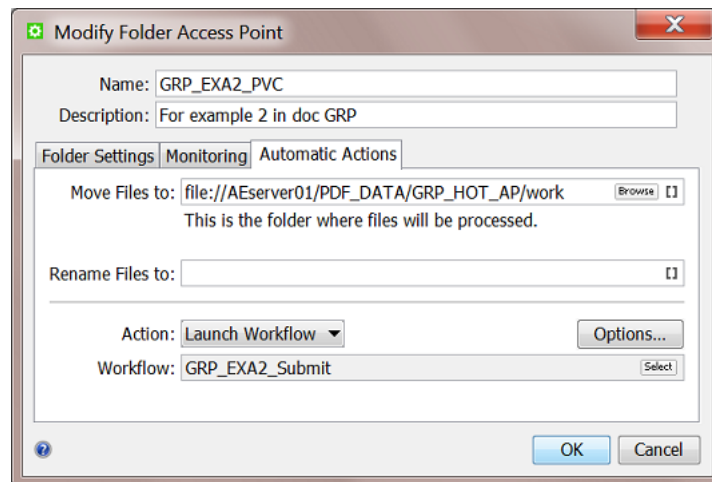 Modify Folder Access Point
X
Name: GRP_EXA2_PVC
Description: For example 2 in doc GRP
Folder Settings Monitoring Automatic Actions
Move Files to: file://AEserver01/PDF_DATA/GRP_HOT_AP/work Browse []
This is the folder where files will be processed.
Rename Files to: []
Action: Launch Workflow Options...
Workflow: GRP_EXA2_Submit Select
? OK Cancel